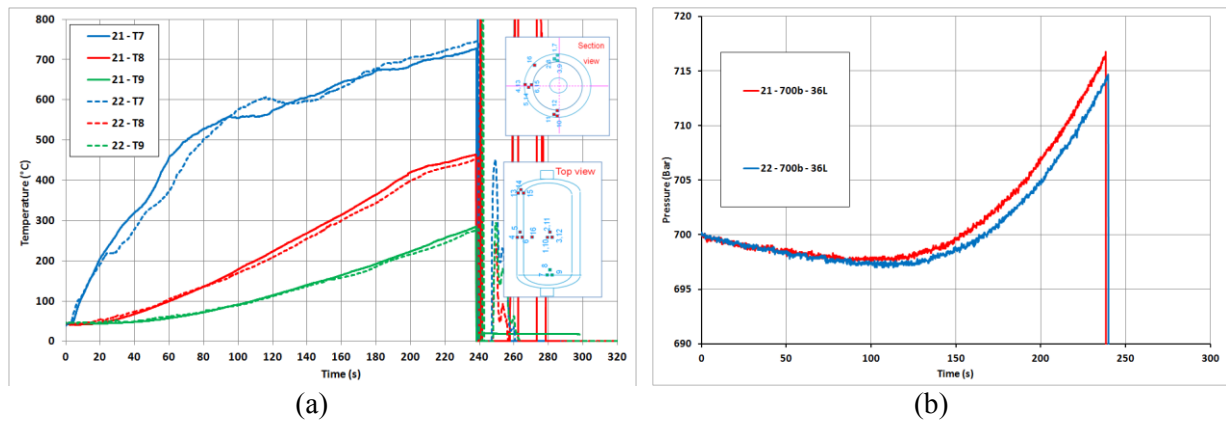 800
700
600
500
400
300
200
100
0
Temperature (°C)
21 - T7
21 - T8
21 - T9
22 - T7
22 - T8
22 - T9
Section
view
Top view
0 20 40 60 80 100 120 140 160 180 200 220 240 260 280 300 320
Time (s)
(a)
720
715
710
705
700
695
690
Pressure (Bar)
21 - 700b - 36L
22 - 700b - 36L
0 50 100 150 200 250 300
Time (s)
(b)